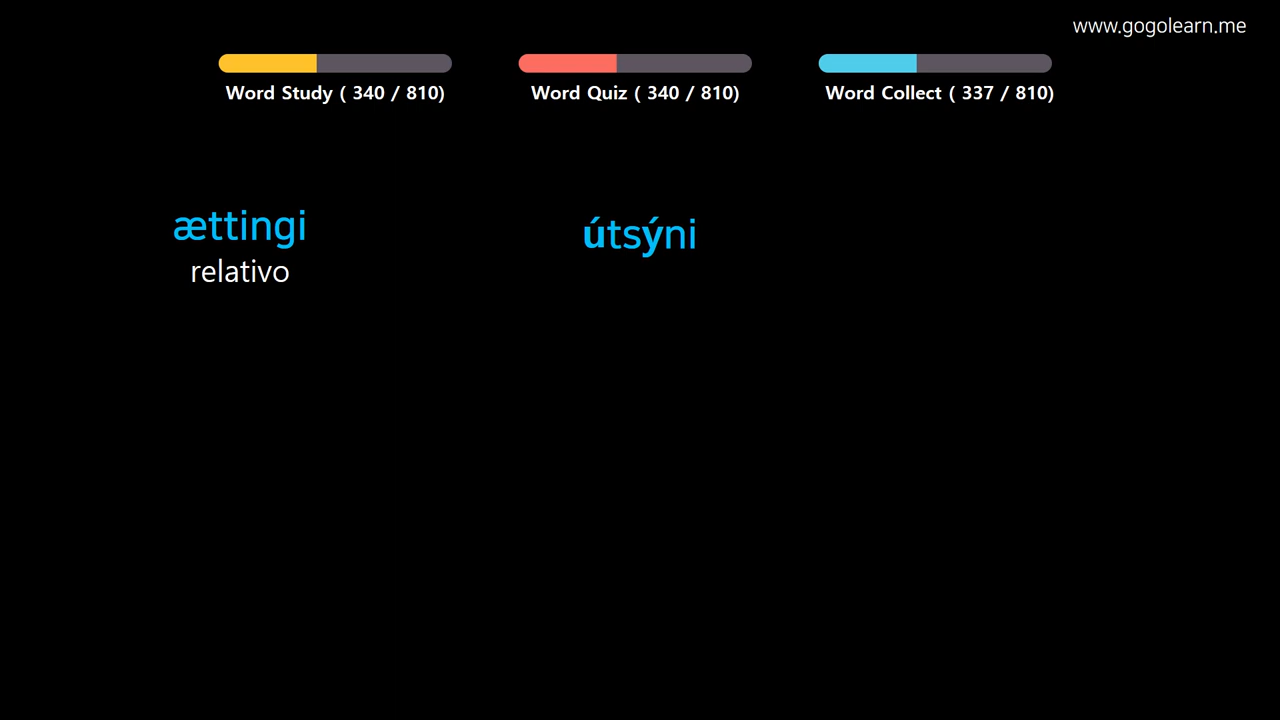 www.gogolearn.me
Word Study ( 340 / 810)
Word Quiz ( 340 / 810)
Word Collect ( 337 / 810)
ættingi
relativo
útsýni